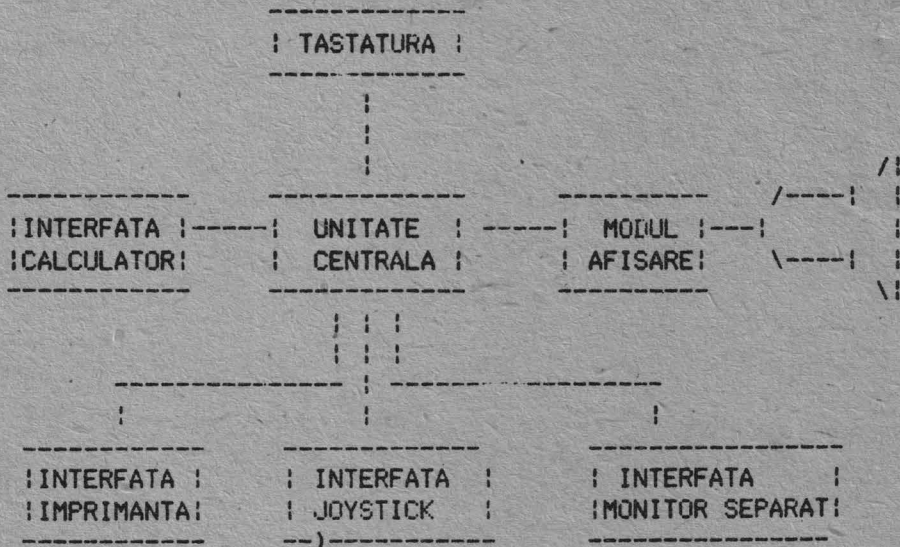 TASTATURA
INTERFATA UNITATE MODUL
CALCULATOR CENTRALA AFISARE
INTERFATA INTERFATA INTERFATA
IMPRIMANTA JOYSTICK MONITOR SEPARAT